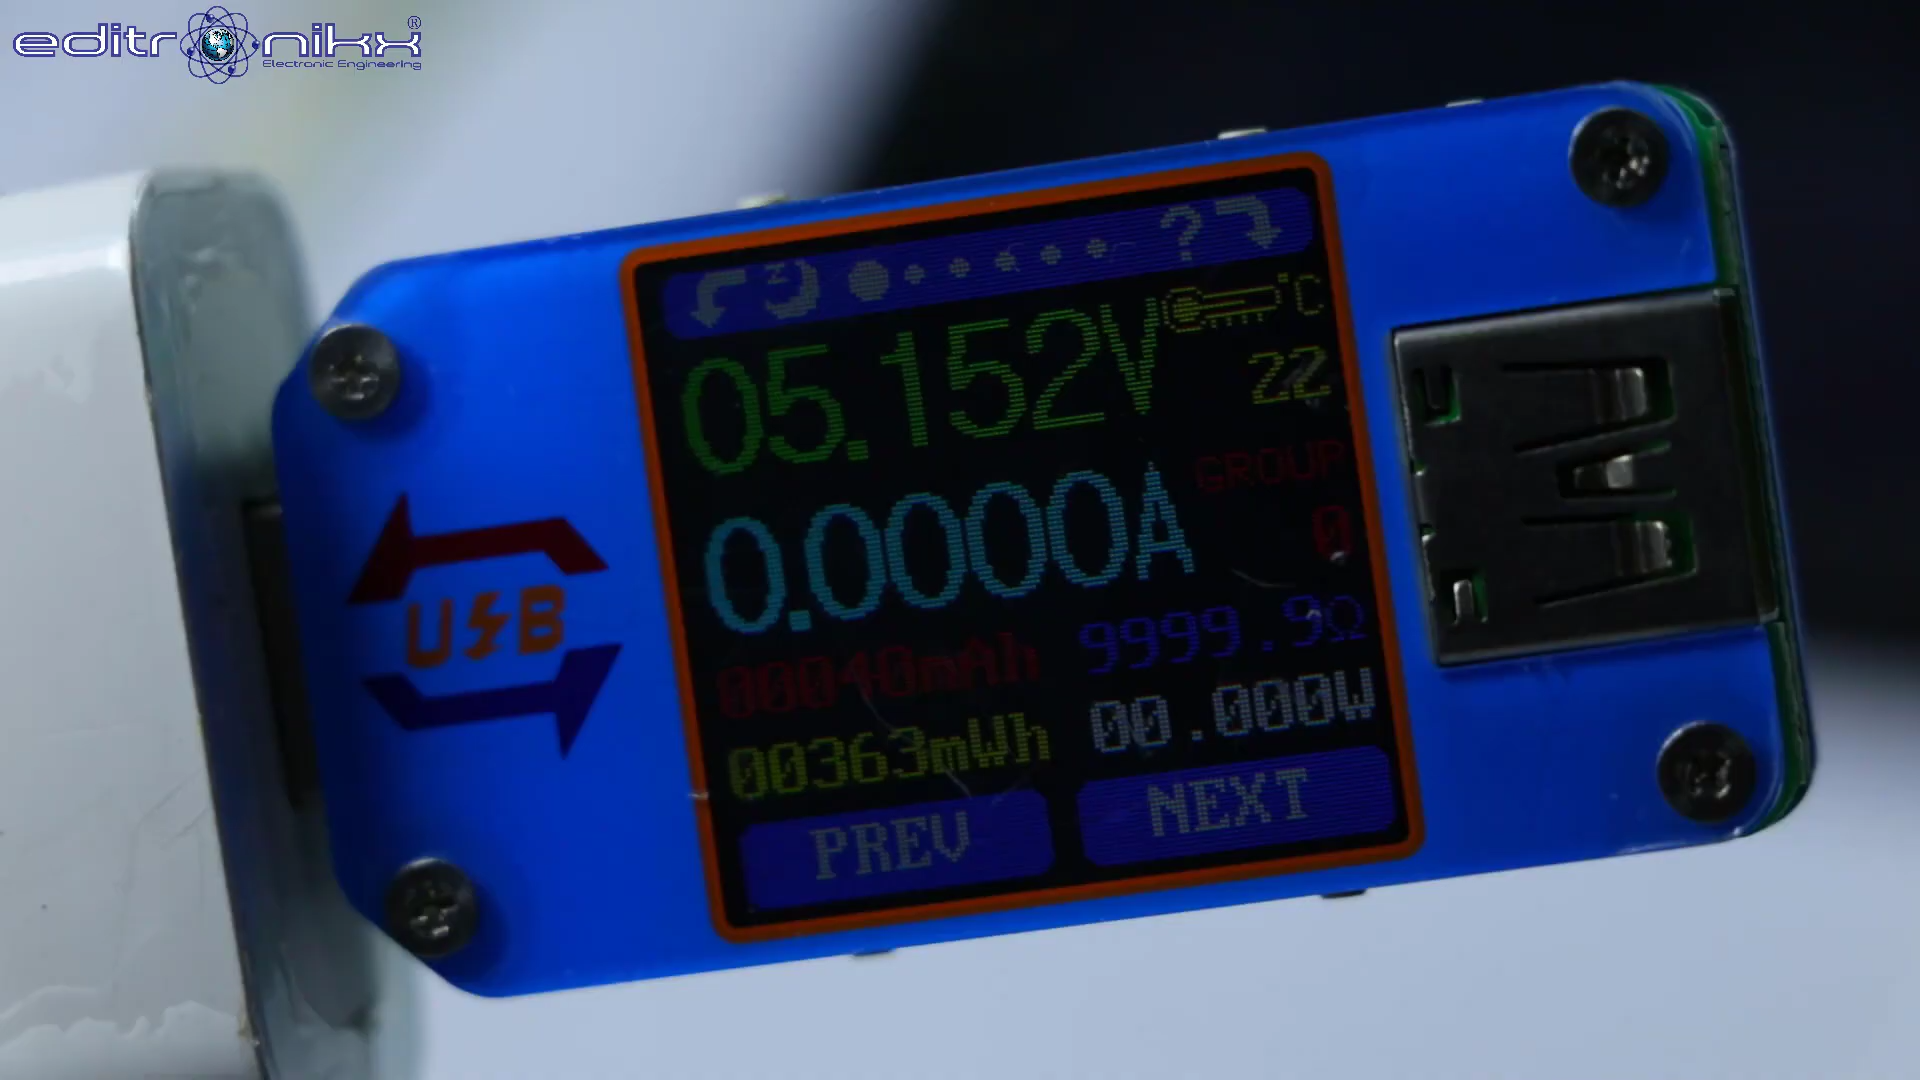 editronikx®
Electronic Engineering
?
05.152V
°C
22
0.0000A
GROUP
0
00040mAh
9999.9Ω
00363mWh
00.000W
PREV
NEXT
USB